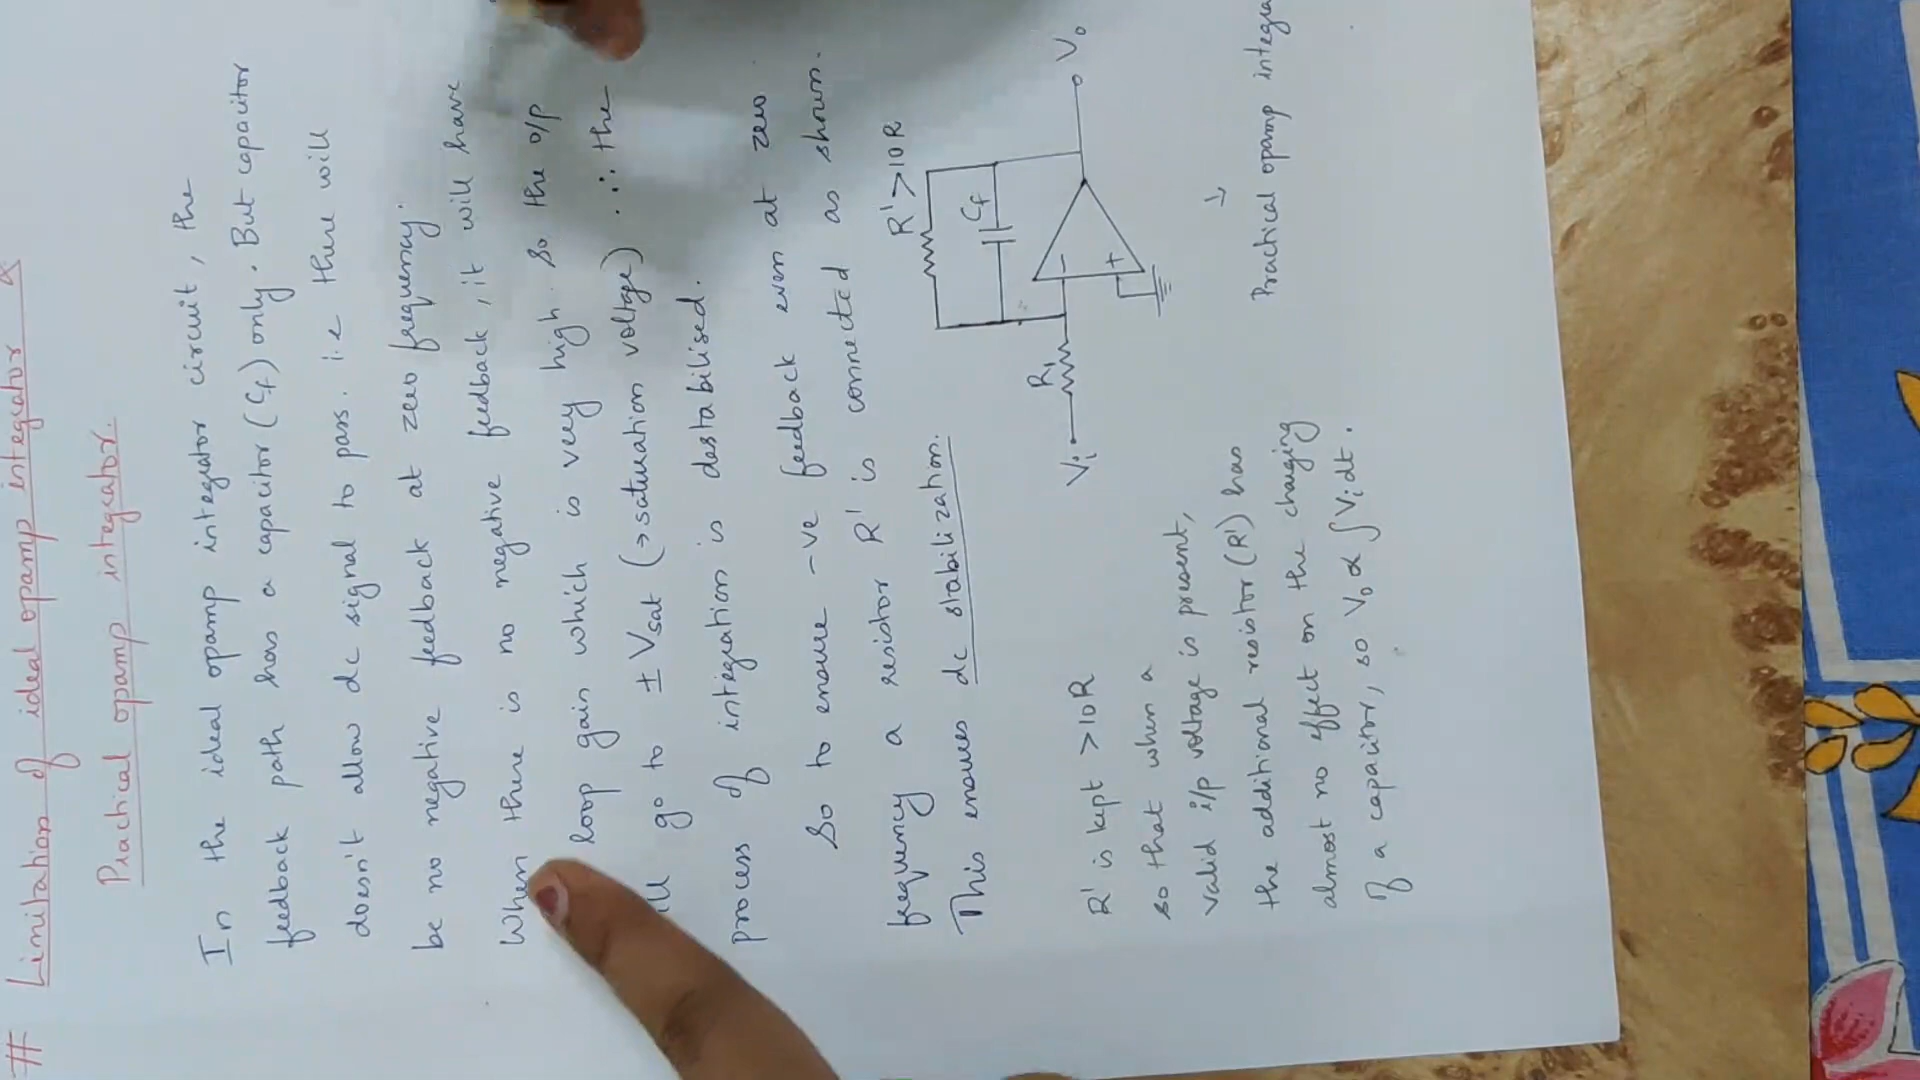 # Limitation of ideal opamp integrator &
Practical opamp integrator.
In the ideal opamp integrator circuit, the
feedback path has a capacitor (Cf) only. But capacitor
doesn't allow dc signal to pass. i.e there will
be no negative feedback at zero frequency.
When there is no negative feedback, it will have
loop gain which is very high. So the o/p
go to ± Vsat (→saturation voltage) ∴ the
process of integration is destabilised.
So to ensure -ve feedback even at zero
frequency a resistor R' is connected as shown.
This ensures dc stabilization.
R' > 10R
Cf
R1
Vi
-
+
Vo
↓
Practical opamp
R' is kept > 10R
so that when a
valid i/p voltage is present,
the additional resistor (R') has
almost no effect on the charging
of a capacitor, so Vo ∝ ∫ Vi dt.